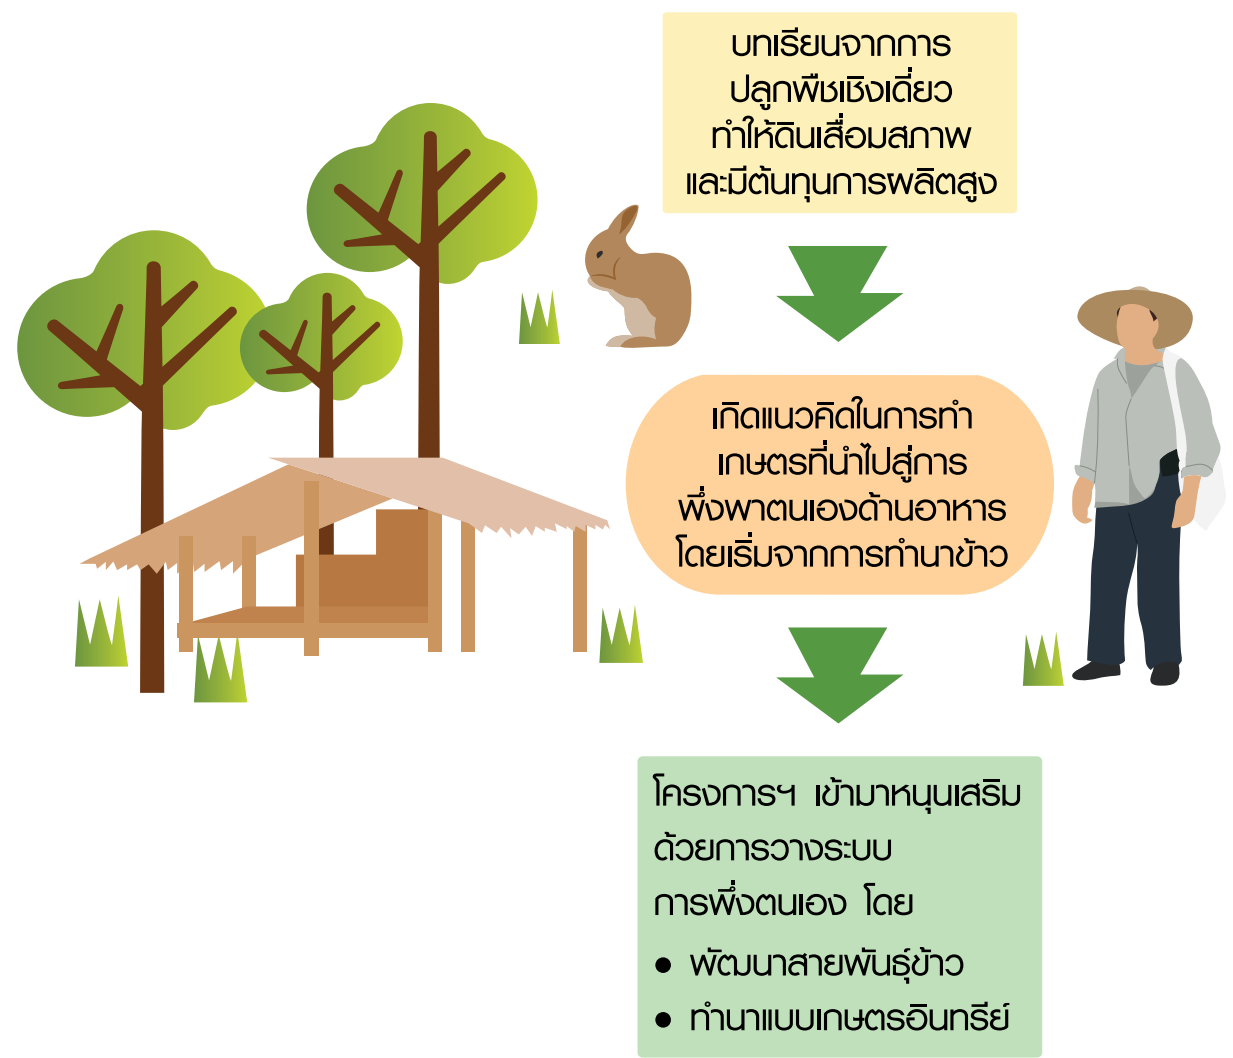 บทเรียนจากการ
ปลูกพืชเชิงเดี่ยว
ทำให้ดินเสื่อมสภาพ
และมีต้นทุนการผลิตสูง
เกิดแนวคิดในการทำ
เกษตรที่นำไปสู่การ
พึ่งพาตนเองด้านอาหาร
โดยเริ่มจากการทำนาข้าว
โครงการฯ เข้ามาหนุนเสริม
ด้วยการวางระบบ
การพึ่งตนเอง โดย
• พัฒนาสายพันธุ์ข้าว
• ทำนาแบบเกษตรอินทรีย์